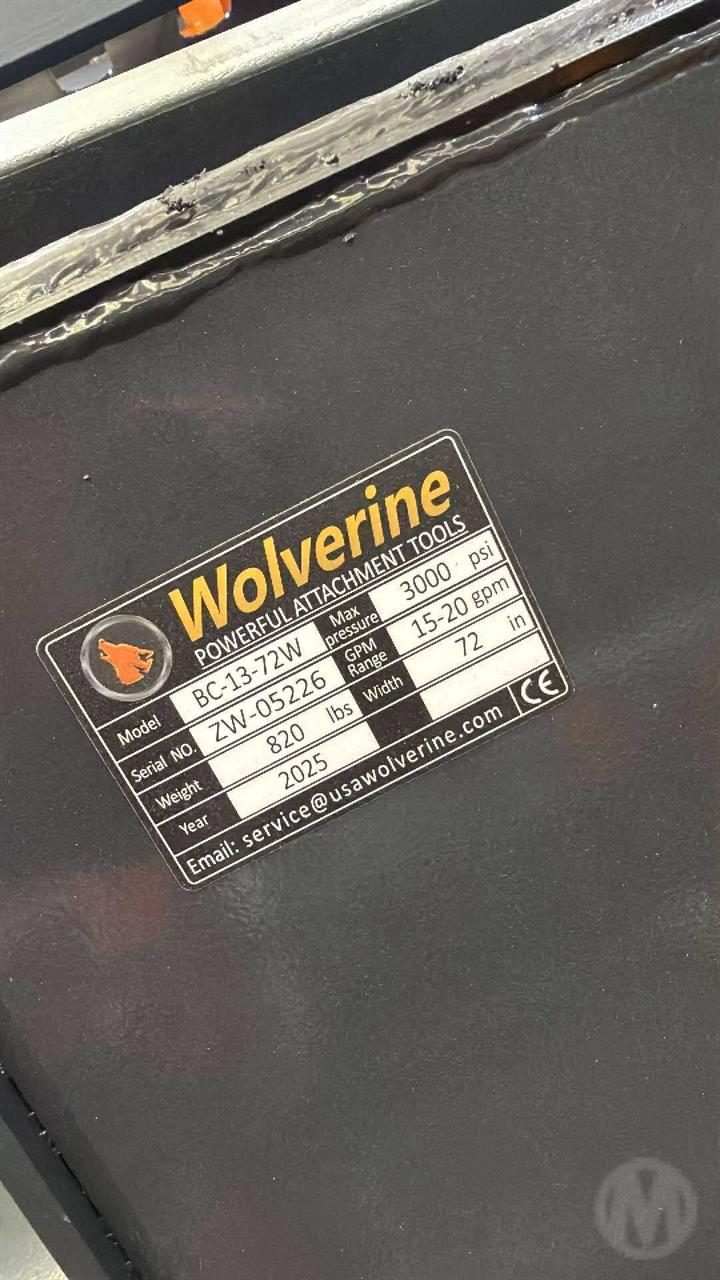 Wolverine
POWERFUL ATTACHMENT TOOLS
Model BC-13-72W Max pressure 3000 psi
Serial NO. ZW-05226 GPM Range 15-20 gpm
Weight 820 lbs Width 72 in
Year 2025
Email: service@usawolverine.com CE
M